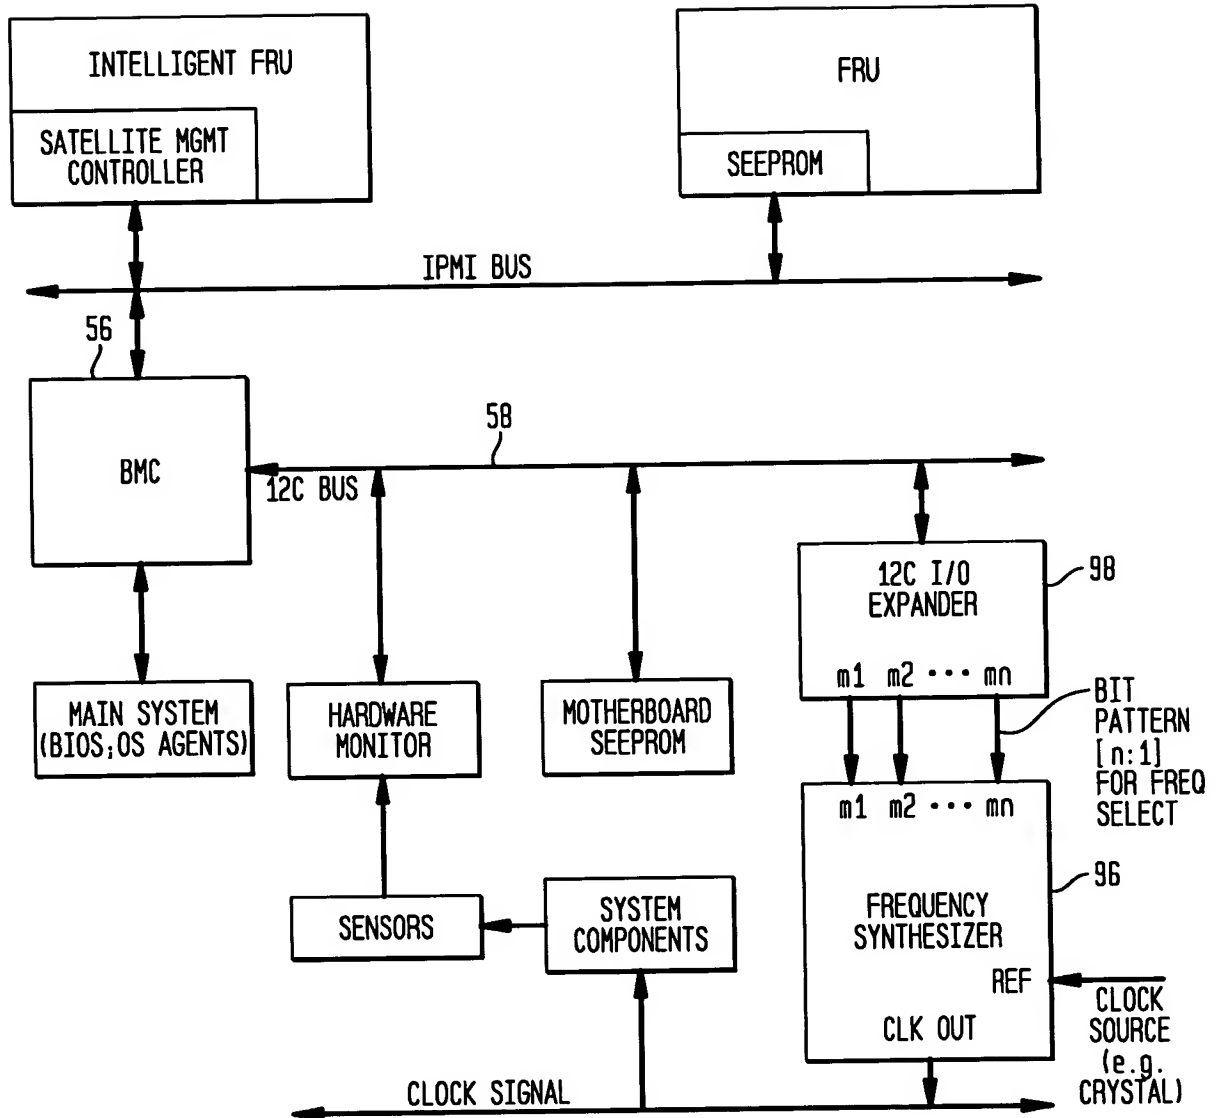 INTELLIGENT FRU
SATELLITE MGMT
CONTROLLER
FRU
SEEPROM
IPMI BUS
56
BMC
58
12C BUS
12C I/O
EXPANDER
98
m1 m2 ••• mn
BIT
PATTERN
[n:1]
FOR FREQ
SELECT
MAIN SYSTEM
(BIOS;OS AGENTS)
HARDWARE
MONITOR
MOTHERBOARD
SEEPROM
m1 m2 ••• mn
96
FREQUENCY
SYNTHESIZER
REF
CLK OUT
SENSORS
SYSTEM
COMPONENTS
CLOCK
SOURCE
(e.g.
CRYSTAL)
CLOCK SIGNAL